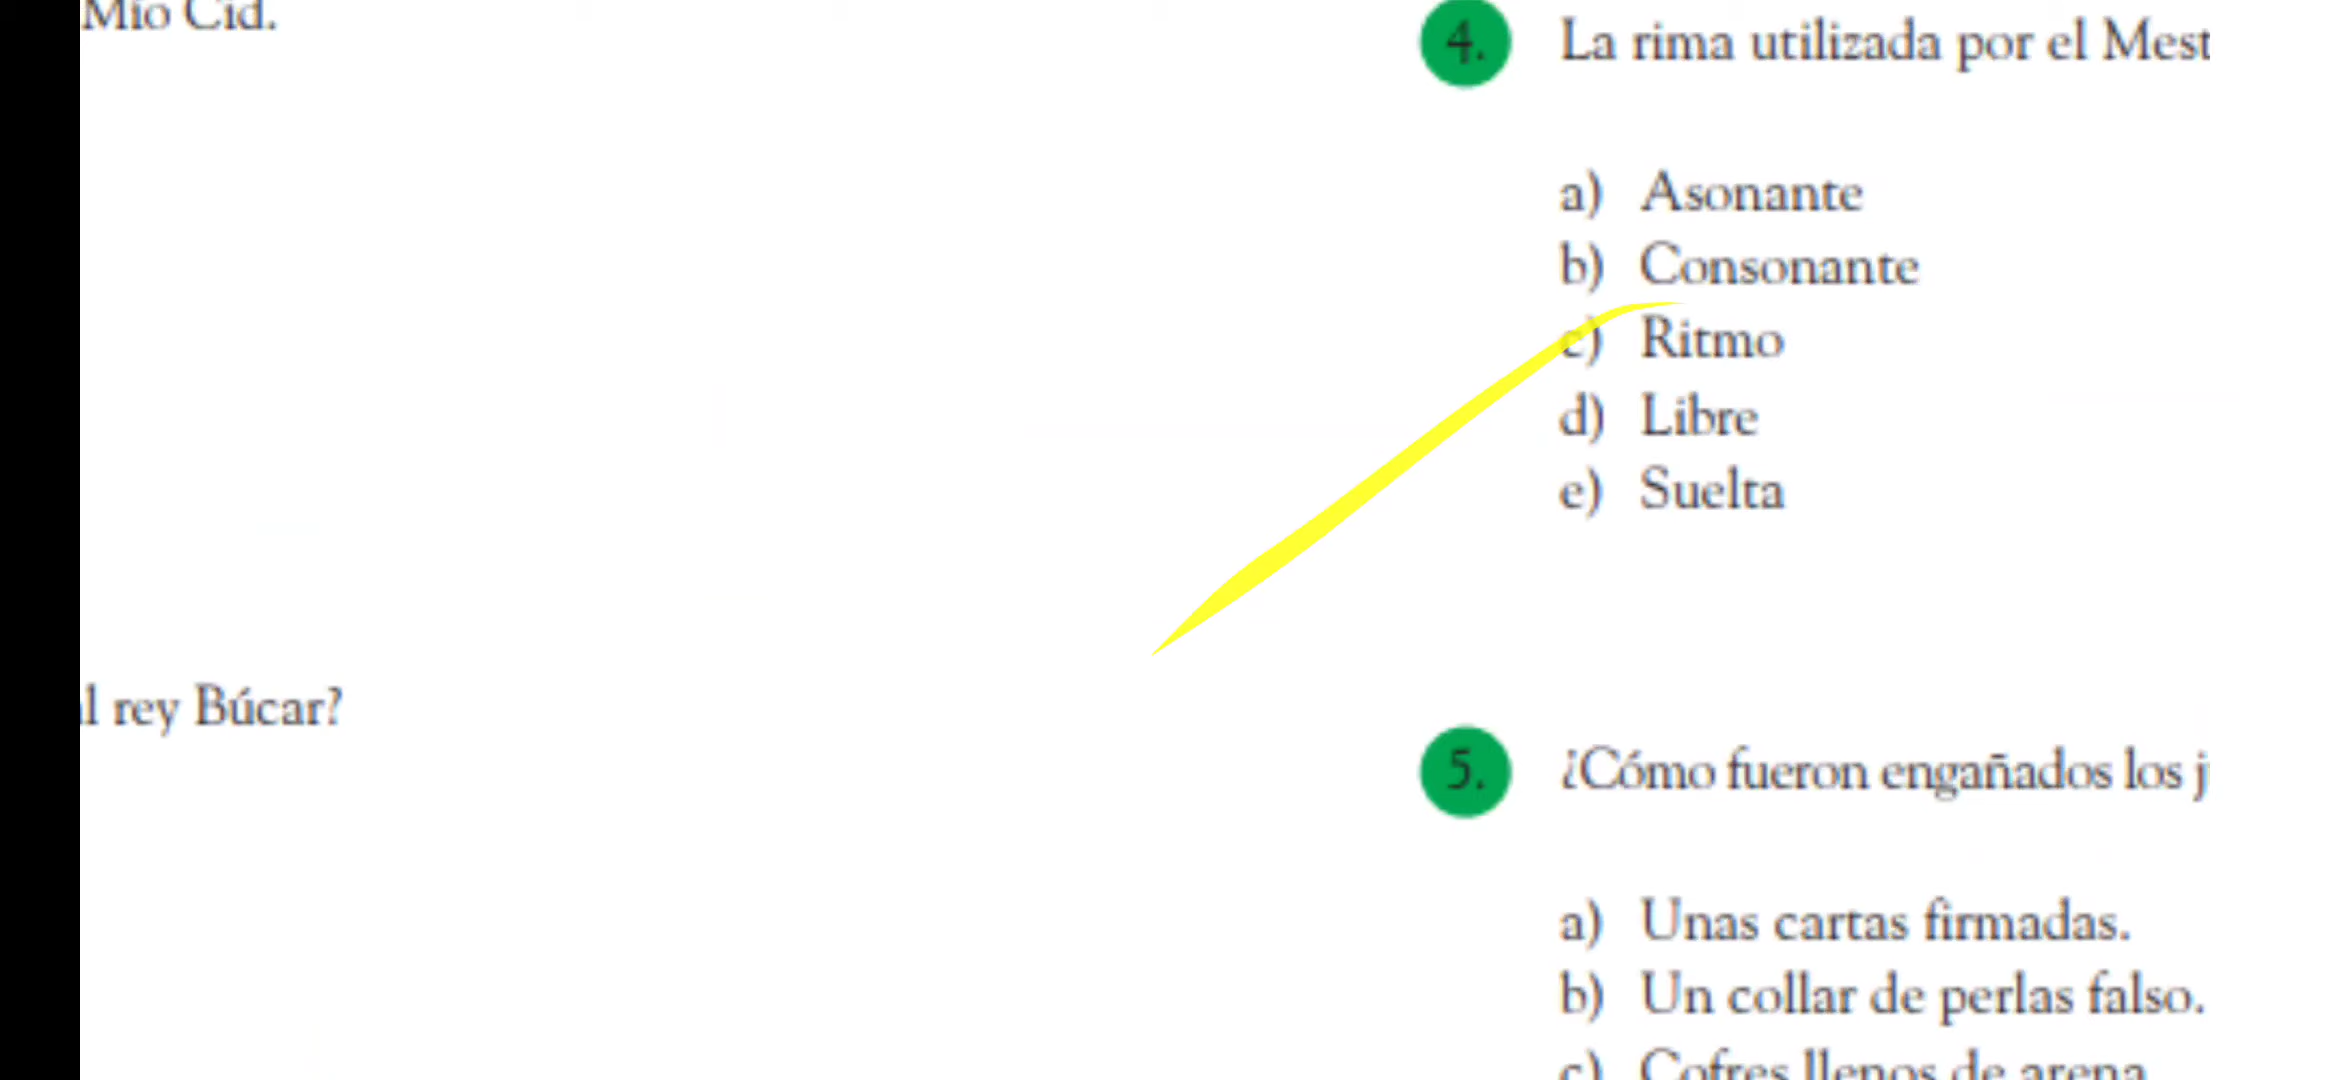 Mio Cid.
l rey Búcar?
4. La rima utilizada por el Mest
a) Asonante
b) Consonante
c) Ritmo
d) Libre
e) Suelta
5. ¿Cómo fueron engañados los j
a) Unas cartas firmadas.
b) Un collar de perlas falso.
c) Cofres llenos de arena